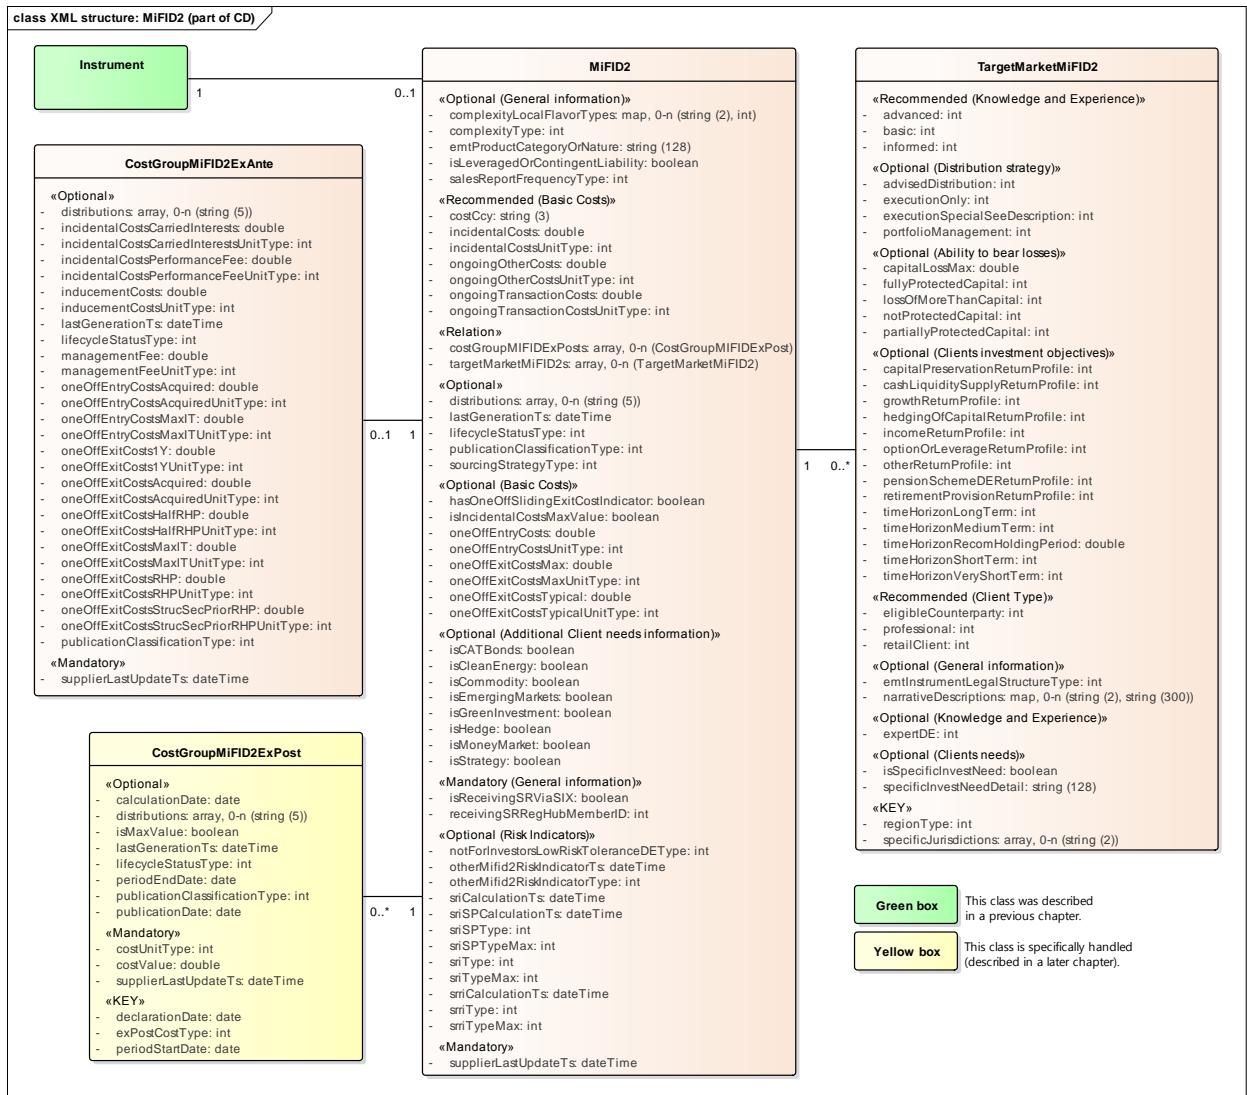 class XML structure: MiFID2 (part of CD)
Instrument
1
0..1
CostGroupMiFID2ExAnte
«Optional»
- distributions: array, 0-n (string (5))
- incidentalCostsCarriedInterests: double
- incidentalCostsCarriedInterestsUnitType: int
- incidentalCostsPerformanceFee: double
- incidentalCostsPerformanceFeeUnitType: int
- inducementCosts: double
- inducementCostsUnitType: int
- lastGenerationTs: dateTime
- lifecycleStatusType: int
- managementFee: double
- managementFeeUnitType: int
- oneOffEntryCostsAcquired: double
- oneOffEntryCostsAcquiredUnitType: int
- oneOffEntryCostsMaxIT: double
- oneOffEntryCostsMaxITUnitType: int
- oneOffExitCosts1Y: double
- oneOffExitCosts1YUnitType: int
- oneOffExitCostsAcquired: double
- oneOffExitCostsAcquiredUnitType: int
- oneOffExitCostsHalfRHP: double
- oneOffExitCostsHalfRHPUnitType: int
- oneOffExitCostsMaxIT: double
- oneOffExitCostsMaxITUnitType: int
- oneOffExitCostsRHP: double
- oneOffExitCostsRHPUnitType: int
- oneOffExitCostsStrucSecPriorRHP: double
- oneOffExitCostsStrucSecPriorRHPUnitType: int
- publicationClassificationType: int
«Mandatory»
- supplierLastUpdateTs: dateTime
0..1
1
CostGroupMiFID2ExPost
«Optional»
- calculationDate: date
- distributions: array, 0-n (string (5))
- isMaxValue: boolean
- lastGenerationTs: dateTime
- lifecycleStatusType: int
- periodEndDate: date
- publicationClassificationType: int
- publicationDate: date
«Mandatory»
- costUnitType: int
- costValue: double
- supplierLastUpdateTs: dateTime
«KEY»
- declarationDate: date
- exPostCostType: int
- periodStartDate: date
0..*
1
MiFID2
«Optional (General information)»
- complexityLocalFlavorTypes: map, 0-n (string (2), int)
- complexityType: int
- emtProductCategoryOrNature: string (128)
- isLeveragedOrContingentLiability: boolean
- salesReportFrequencyType: int
«Recommended (Basic Costs)»
- costCcy: string (3)
- incidentalCosts: double
- incidentalCostsUnitType: int
- ongoingOtherCosts: double
- ongoingOtherCostsUnitType: int
- ongoingTransactionCosts: double
- ongoingTransactionCostsUnitType: int
«Relation»
- costGroupMIFIDExPosts: array, 0-n (CostGroupMIFIDExPost)
- targetMarketMiFID2s: array, 0-n (TargetMarketMiFID2)
«Optional»
- distributions: array, 0-n (string (5))
- lastGenerationTs: dateTime
- lifecycleStatusType: int
- publicationClassificationType: int
- sourcingStrategyType: int
«Optional (Basic Costs)»
- hasOneOffSlidingExitCostIndicator: boolean
- isIncidentalCostsMaxValue: boolean
- oneOffEntryCosts: double
- oneOffEntryCostsUnitType: int
- oneOffExitCostsMax: double
- oneOffExitCostsMaxUnitType: int
- oneOffExitCostsTypical: double
- oneOffExitCostsTypicalUnitType: int
«Optional (Additional Client needs information)»
- isCATBonds: boolean
- isCleanEnergy: boolean
- isCommodity: boolean
- isEmergingMarkets: boolean
- isGreenInvestment: boolean
- isHedge: boolean
- isMoneyMarket: boolean
- isStrategy: boolean
«Mandatory (General information)»
- isReceivingSRViaSIX: boolean
- receivingSRRegHubMemberID: int
«Optional (Risk Indicators)»
- notForInvestorsLowRiskToleranceDEType: int
- otherMifid2RiskIndicatorTs: dateTime
- otherMifid2RiskIndicatorType: int
- sriCalculationTs: dateTime
- sriSPCalculationTs: dateTime
- sriSPType: int
- sriSPTypeMax: int
- sriType: int
- sriTypeMax: int
- srriCalculationTs: dateTime
- srriType: int
- srriTypeMax: int
«Mandatory»
- supplierLastUpdateTs: dateTime
1
0..*
TargetMarketMiFID2
«Recommended (Knowledge and Experience)»
- advanced: int
- basic: int
- informed: int
«Optional (Distribution strategy)»
- advisedDistribution: int
- executionOnly: int
- executionSpecialSeeDescription: int
- portfolioManagement: int
«Optional (Ability to bear losses)»
- capitalLossMax: double
- fullyProtectedCapital: int
- lossOfMoreThanCapital: int
- notProtectedCapital: int
- partiallyProtectedCapital: int
«Optional (Clients investment objectives)»
- capitalPreservationReturnProfile: int
- cashLiquiditySupplyReturnProfile: int
- growthReturnProfile: int
- hedgingOfCapitalReturnProfile: int
- incomeReturnProfile: int
- optionOrLeverageReturnProfile: int
- otherReturnProfile: int
- pensionSchemeDEReturnProfile: int
- retirementProvisionReturnProfile: int
- timeHorizonLongTerm: int
- timeHorizonMediumTerm: int
- timeHorizonRecomHoldingPeriod: double
- timeHorizonShortTerm: int
- timeHorizonVeryShortTerm: int
«Recommended (Client Type)»
- eligibleCounterparty: int
- professional: int
- retailClient: int
«Optional (General information)»
- emtInstrumentLegalStructureType: int
- narrativeDescriptions: map, 0-n (string (2), string (300))
«Optional (Knowledge and Experience)»
- expertDE: int
«Optional (Clients needs)»
- isSpecificInvestNeed: boolean
- specificInvestNeedDetail: string (128)
«KEY»
- regionType: int
- specificJurisdictions: array, 0-n (string (2))
Green box
This class was described
in a previous chapter.
Yellow box
This class is specifically handled
(described in a later chapter).